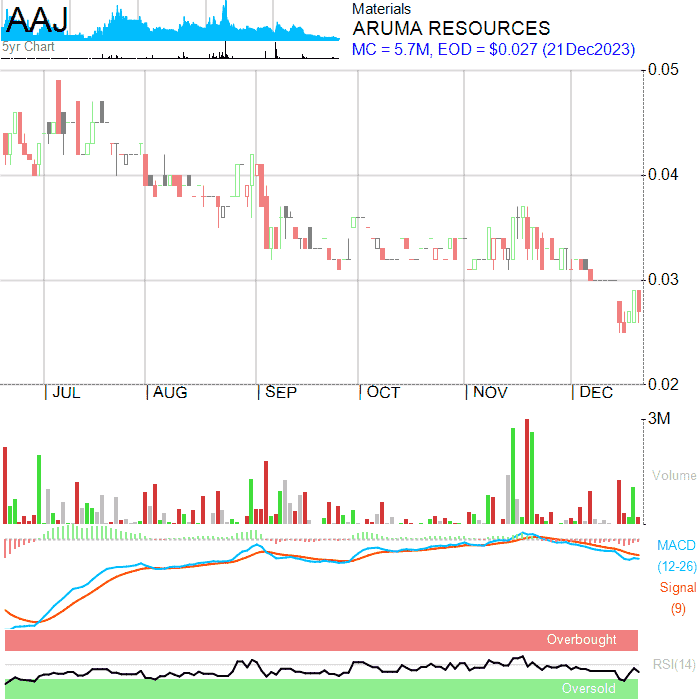 AAJ
5yr Chart
Materials
ARUMA RESOURCES
MC = 5.7M, EOD = $0.027 (21Dec2023)
0.05
0.04
0.03
0.02
JUL AUG SEP OCT NOV DEC
3M
Volume
MACD
(12-26)
Signal
(9)
Overbought
RSI(14)
Oversold